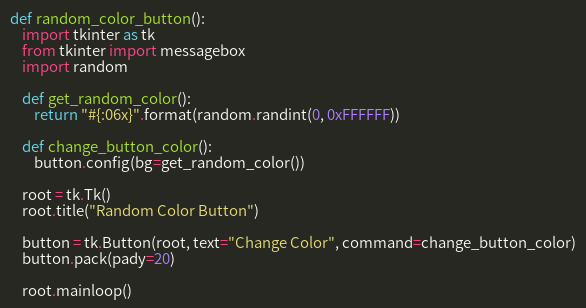 def random_color_button():
    import tkinter as tk
    from tkinter import messagebox
    import random

    def get_random_color():
        return "#{:06x}".format(random.randint(0, 0xFFFFFF))

    def change_button_color():
        button.config(bg=get_random_color())

    root = tk.Tk()
    root.title("Random Color Button")

    button = tk.Button(root, text="Change Color", command=change_button_color)
    button.pack(pady=20)

    root.mainloop()